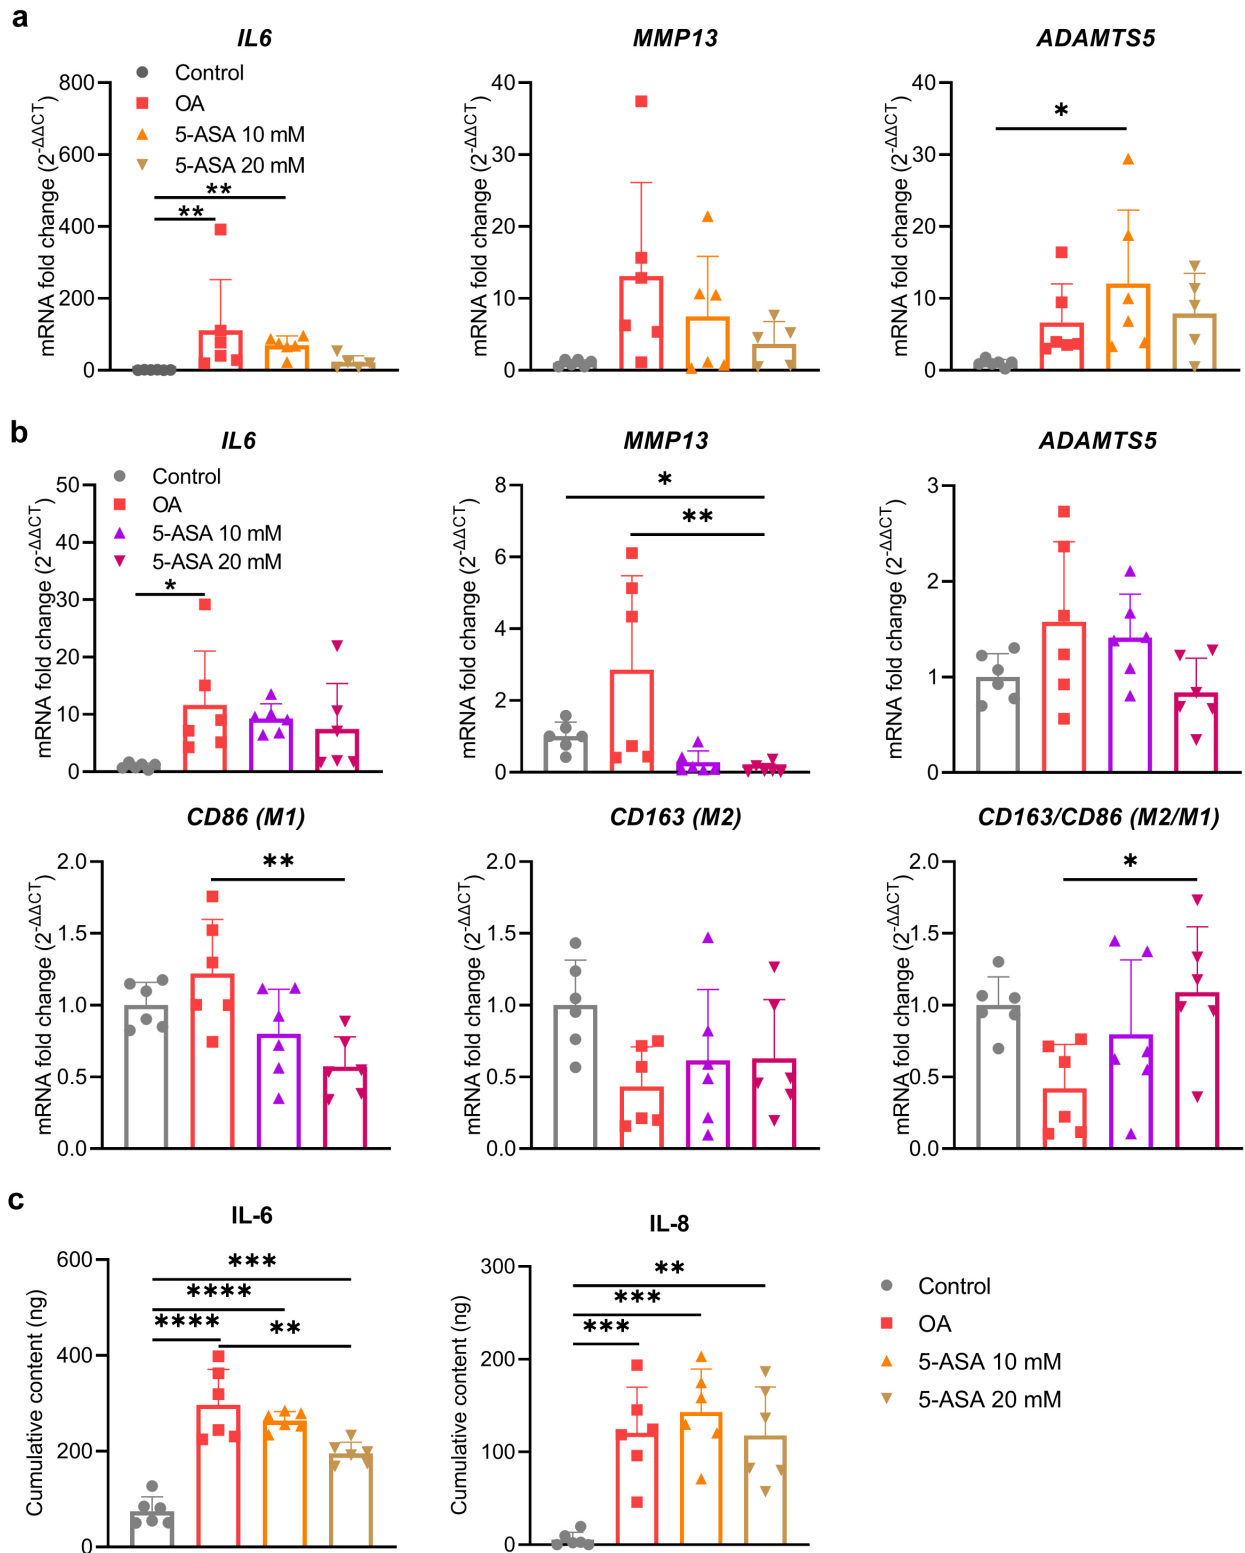 a
IL6
MMP13
ADAMTS5
Control
OA
5-ASA 10 mM
5-ASA 20 mM
mRNA fold change (2-ΔΔCT)
800
600
400
200
0
**
**
mRNA fold change (2-ΔΔCT)
40
30
20
10
0
mRNA fold change (2-ΔΔCT)
40
30
20
10
0
*
b
IL6
MMP13
ADAMTS5
Control
OA
5-ASA 10 mM
5-ASA 20 mM
mRNA fold change (2-ΔΔCT)
50
40
30
20
10
0
*
mRNA fold change (2-ΔΔCT)
8
6
4
2
0
*
**
mRNA fold change (2-ΔΔCT)
3
2
1
0
CD86 (M1)
CD163 (M2)
CD163/CD86 (M2/M1)
mRNA fold change (2-ΔΔCT)
2.0
1.5
1.0
0.5
0.0
**
mRNA fold change (2-ΔΔCT)
2.0
1.5
1.0
0.5
0.0
mRNA fold change (2-ΔΔCT)
2.0
1.5
1.0
0.5
0.0
*
c
IL-6
IL-8
Cumulative content (ng)
600
400
200
0
***
****
****
**
Cumulative content (ng)
300
200
100
0
**
***
***
Control
OA
5-ASA 10 mM
5-ASA 20 mM